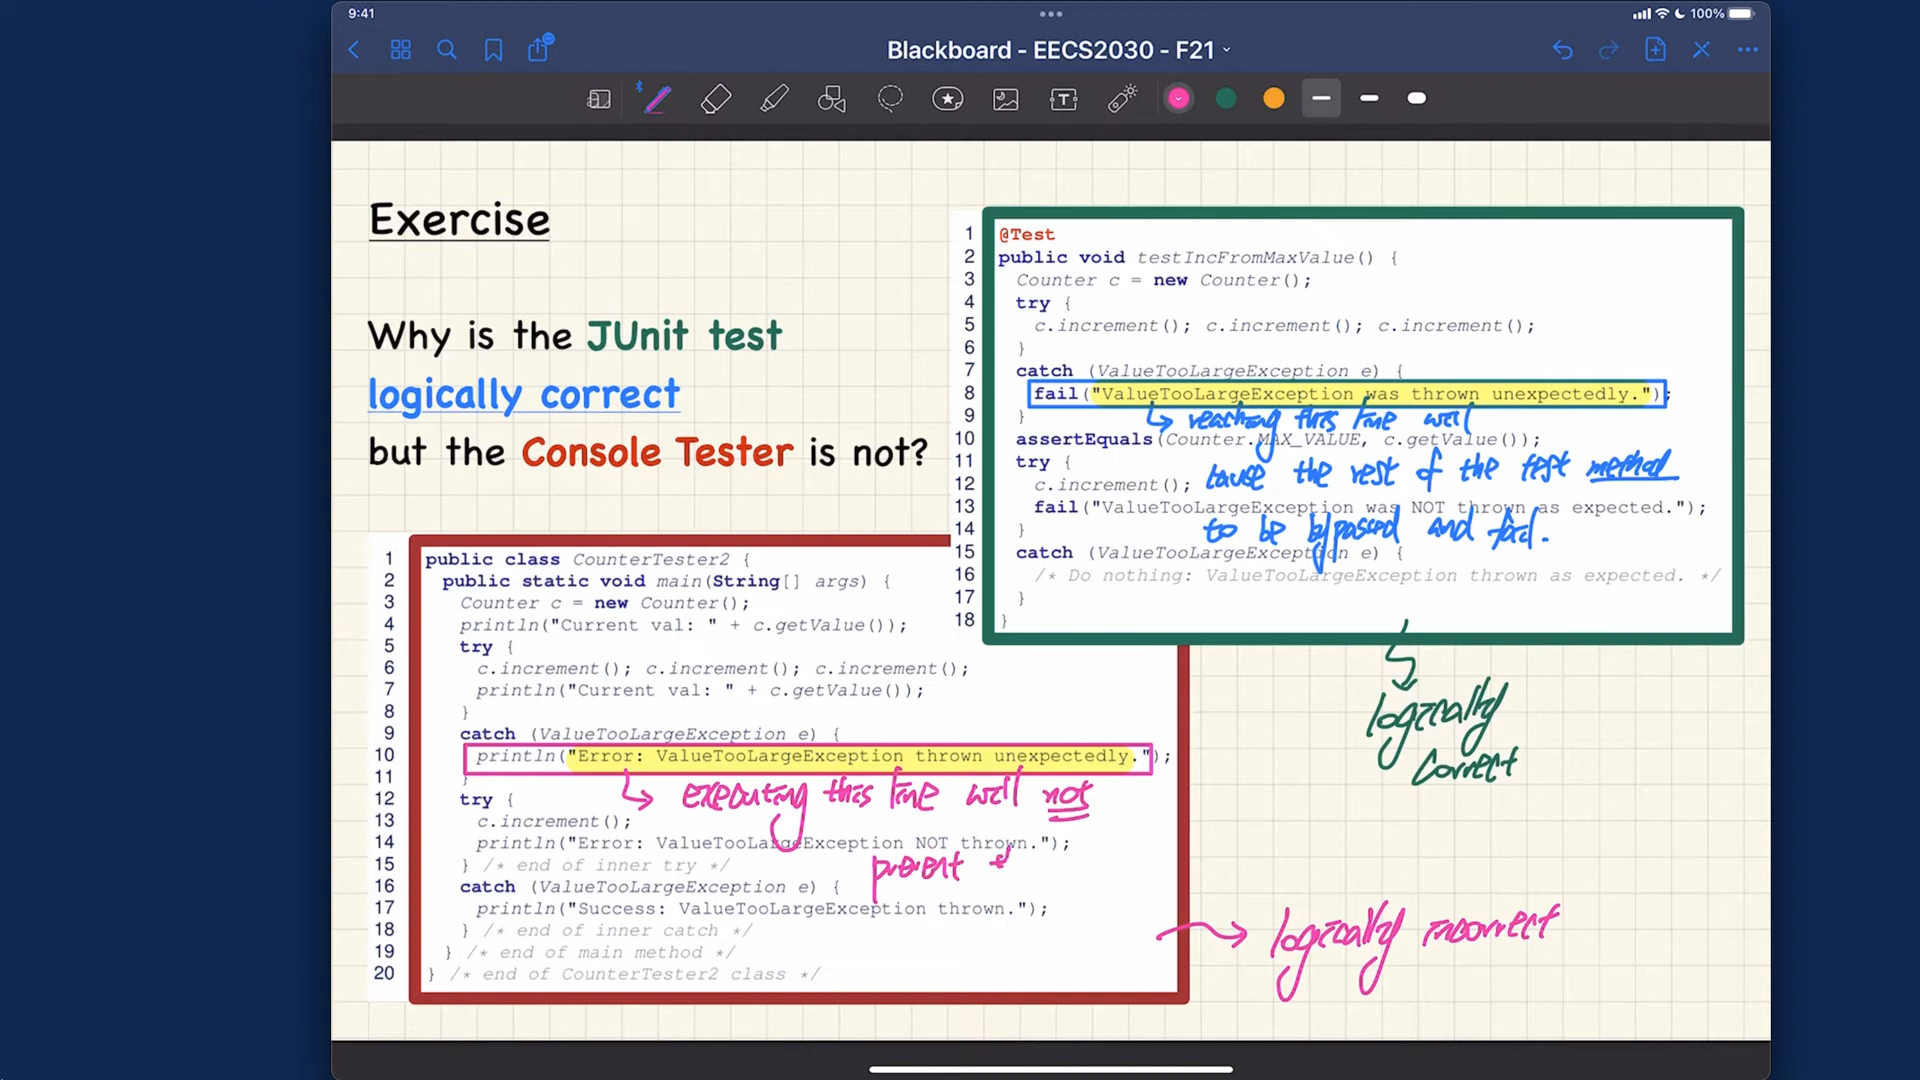 9:41
100%
Blackboard - EECS2030 - F21
Exercise
Why is the JUnit test
logically correct
but the Console Tester is not?
1 @Test
2 public void testIncFromMaxValue() {
3 Counter c = new Counter();
4 try {
5 c.increment(); c.increment(); c.increment();
6 }
7 catch (ValueTooLargeException e) {
8 fail("ValueTooLargeException was thrown unexpectedly.");
9 }
reaching this line will
10 assertEquals(Counter.MAX_VALUE, c.getValue());
11 try {
cause the rest of the test method
12 c.increment();
13 fail("ValueTooLargeException was NOT thrown as expected.");
14 }
to be bypassed and fail.
15 catch (ValueTooLargeException e) {
16 /* Do nothing: ValueTooLargeException thrown as expected. */
17 }
18 }
logically
correct
1 public class CounterTester2 {
2 public static void main(String[] args) {
3 Counter c = new Counter();
4 println("Current val: " + c.getValue());
5 try {
6 c.increment(); c.increment(); c.increment();
7 println("Current val: " + c.getValue());
8 }
9 catch (ValueTooLargeException e) {
10 println("Error: ValueTooLargeException thrown unexpectedly.");
11 }
executing this line will not
12 try {
13 c.increment();
14 println("Error: ValueTooLargeException NOT thrown.");
15 } /* end of inner try */
prevent
16 catch (ValueTooLargeException e) {
17 println("Success: ValueTooLargeException thrown.");
18 } /* end of inner catch */
19 } /* end of main method */
20 } /* end of CounterTester2 class */
logically incorrect